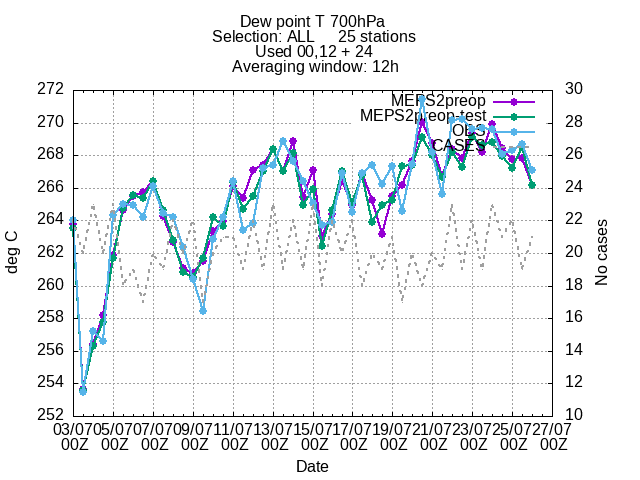 Dew point T 700hPa
Selection: ALL 25 stations
Used 00,12 + 24
Averaging window: 12h
272 30
270 28
268 26
266 24
264 22
262 20
260 18
258 16
256 14
254 12
252 10
MEPS2preop
MEPS2preop-test
OBS
CASES
deg C
No cases
03/07 05/07 07/07 09/07 11/07 13/07 15/07 17/07 19/07 21/07 23/07 25/07 27/07
00Z 00Z 00Z 00Z 00Z 00Z 00Z 00Z 00Z 00Z 00Z 00Z 00Z
Date